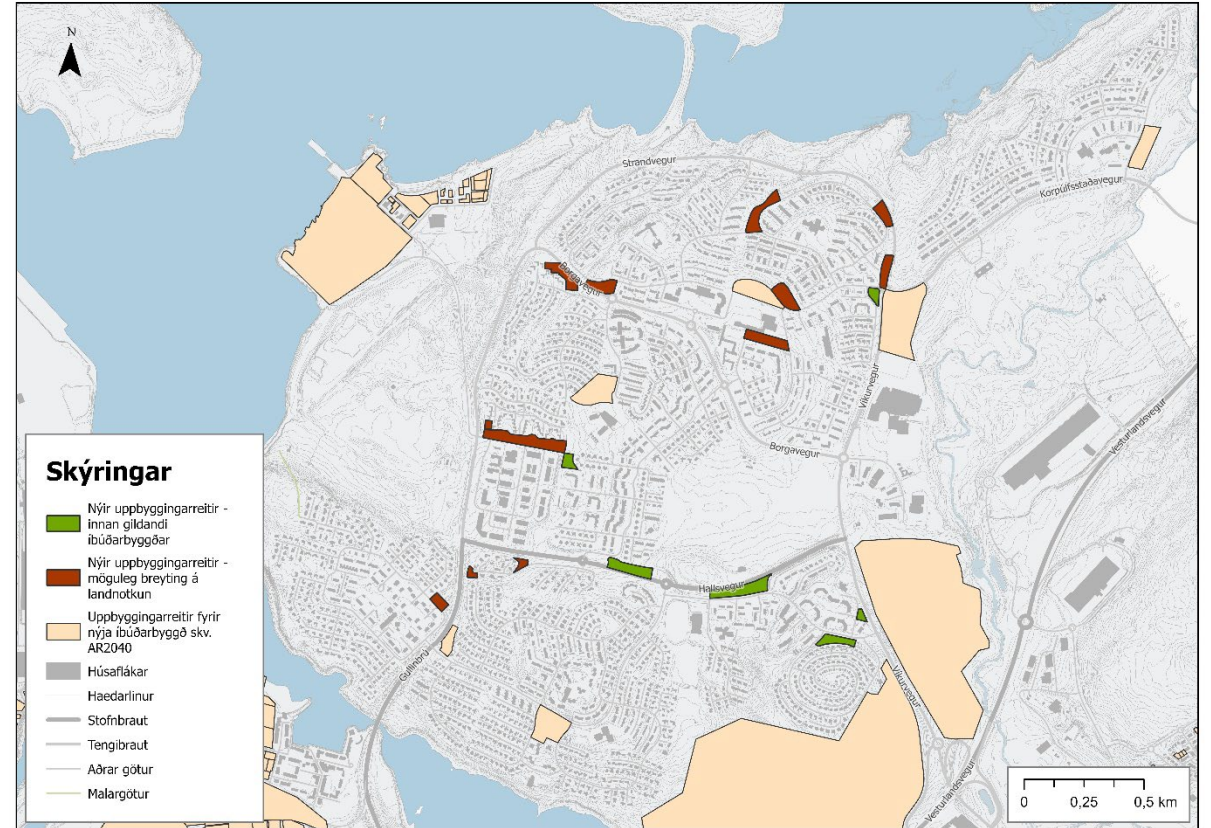 N
Strandvegur
Korpúlfsstaðavegur
Borgavegur
Víkurvegur
Vesturlandsvegur
Borgavegur
Hallsvegur
Gullinbrú
Víkurvegur
Vesturlandsvegur
Skýringar
Nýir uppbyggingarreitir -
innan gildandi
íbúðarbyggðar
Nýir uppbyggingarreitir -
möguleg breyting á
landnotkun
Uppbyggingarreitir fyrir
nýja íbúðarbyggð skv.
AR2040
Húsaflákar
Haedarlinur
Stofnbraut
Tengibraut
Aðrar götur
Malargötur
0 0,25 0,5 km